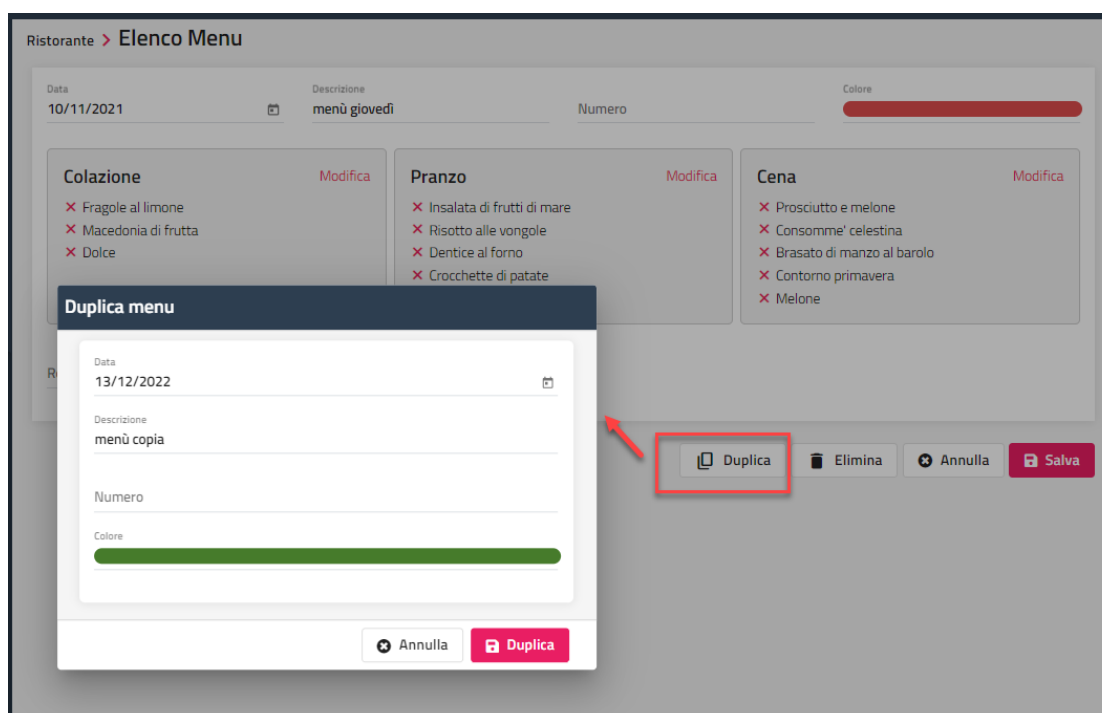 Ristorante > Elenco Menu
Data
10/11/2021
Descrizione
menù giovedì
Numero
Colore
Colazione
Modifica
Fragole al limone
Macedonia di frutta
Dolce
Pranzo
Modifica
Insalata di frutti di mare
Risotto alle vongole
Dentice al forno
Crocchette di patate
Cena
Modifica
Prosciutto e melone
Consomme' celestina
Brasato di manzo al barolo
Contorno primavera
Melone
Duplica
Elimina
Annulla
Salva
Duplica menu
Data
13/12/2022
Descrizione
menù copia
Numero
Colore
Annulla
Duplica